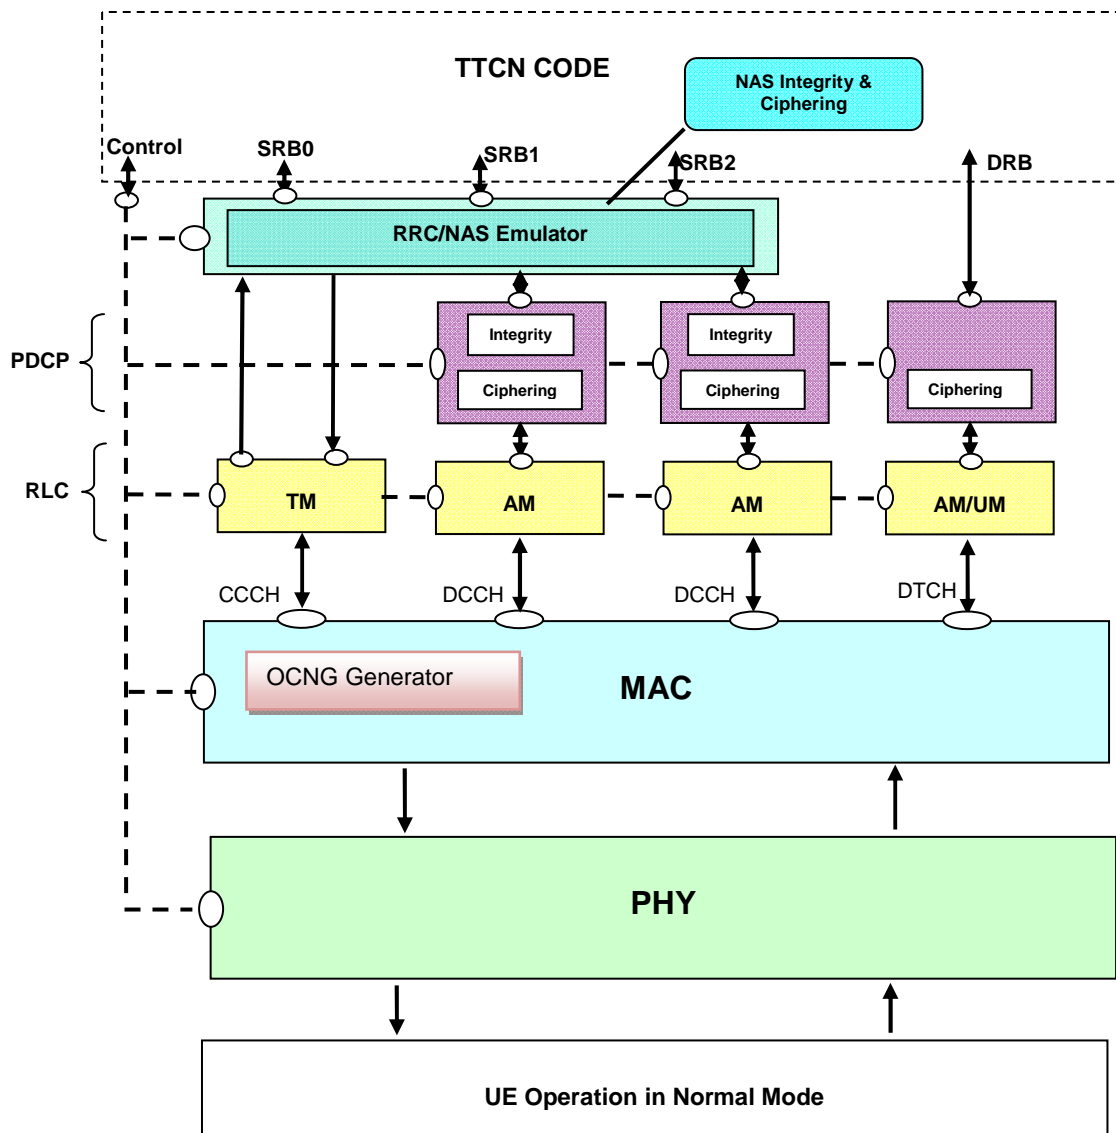 TTCN CODE
NAS Integrity &
Ciphering
Control
SRB0
SRB1
SRB2
DRB
RRC/NAS Emulator
PDCP
Integrity
Ciphering
Integrity
Ciphering
Ciphering
RLC
TM
AM
AM
AM/UM
CCCH
DCCH
DCCH
DTCH
OCNG Generator
MAC
PHY
UE Operation in Normal Mode